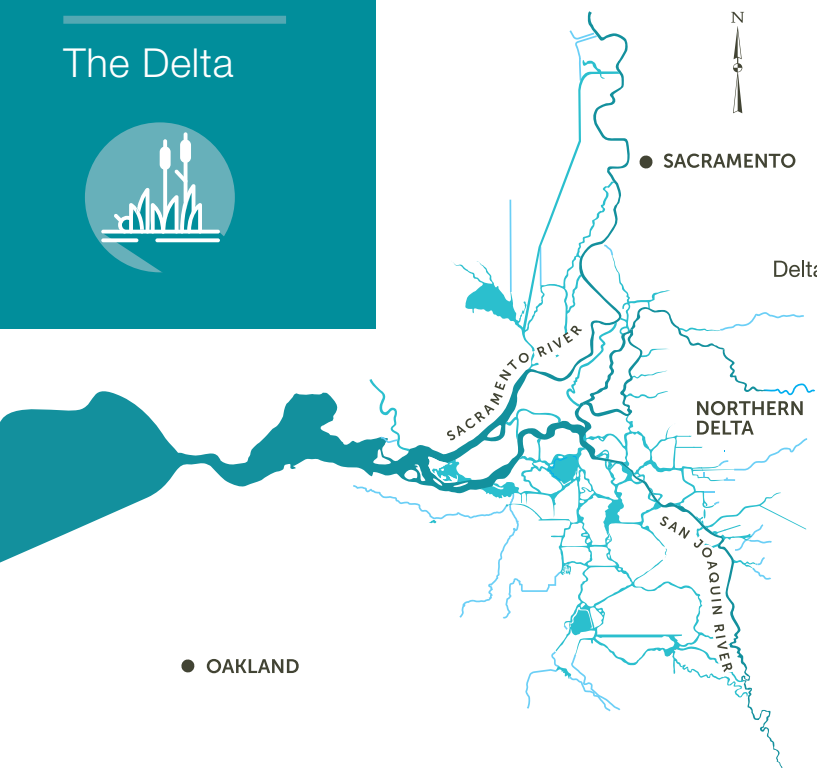 The Delta
N
SACRAMENTO
Delta
SACRAMENTO RIVER
NORTHERN
DELTA
SAN JOAQUIN RIVER
OAKLAND